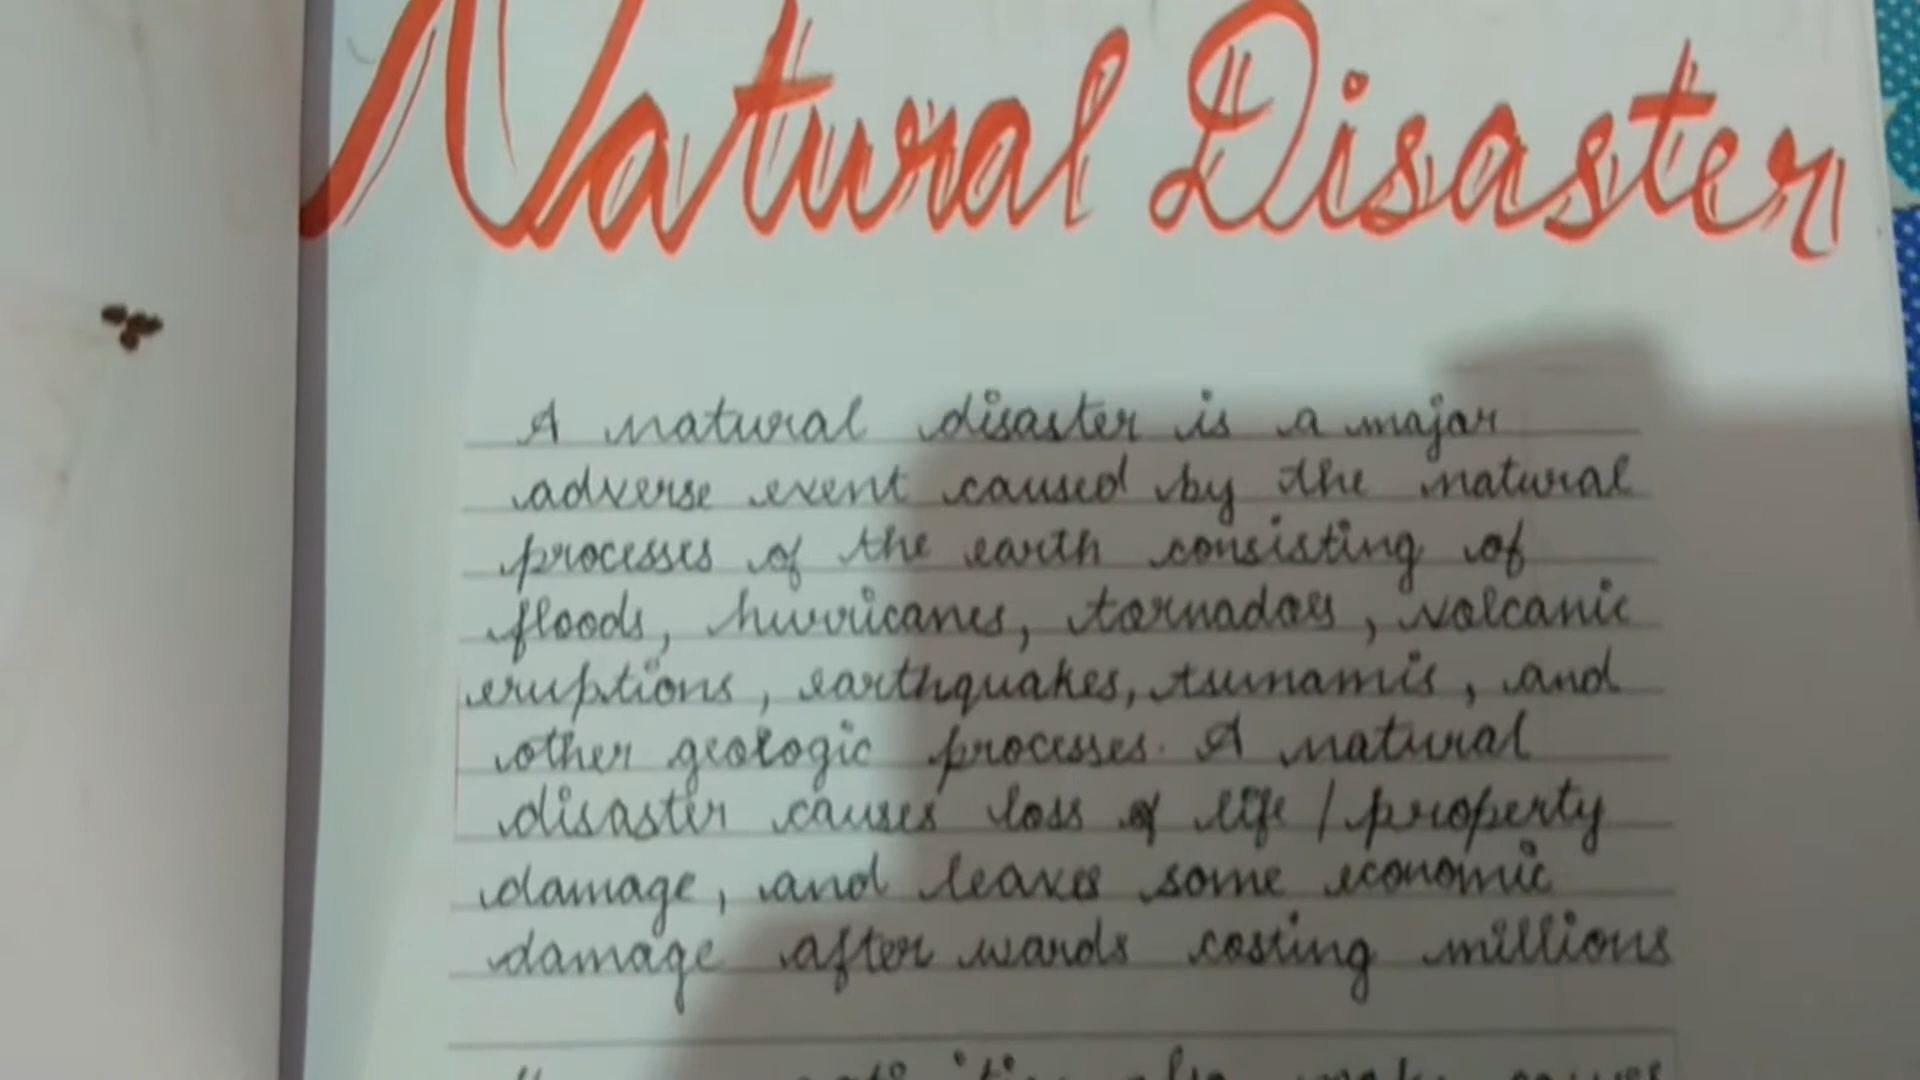 Natural Disaster
A natural disaster is a major
adverse event caused by the natural
processes of the earth consisting of
floods, hurricanes, tornadoes, volcanic
eruptions, earthquakes, tsunamis, and
other geologic processes. A natural
disaster causes loss of life / property
damage, and leaves some economic
damage after wards costing millions